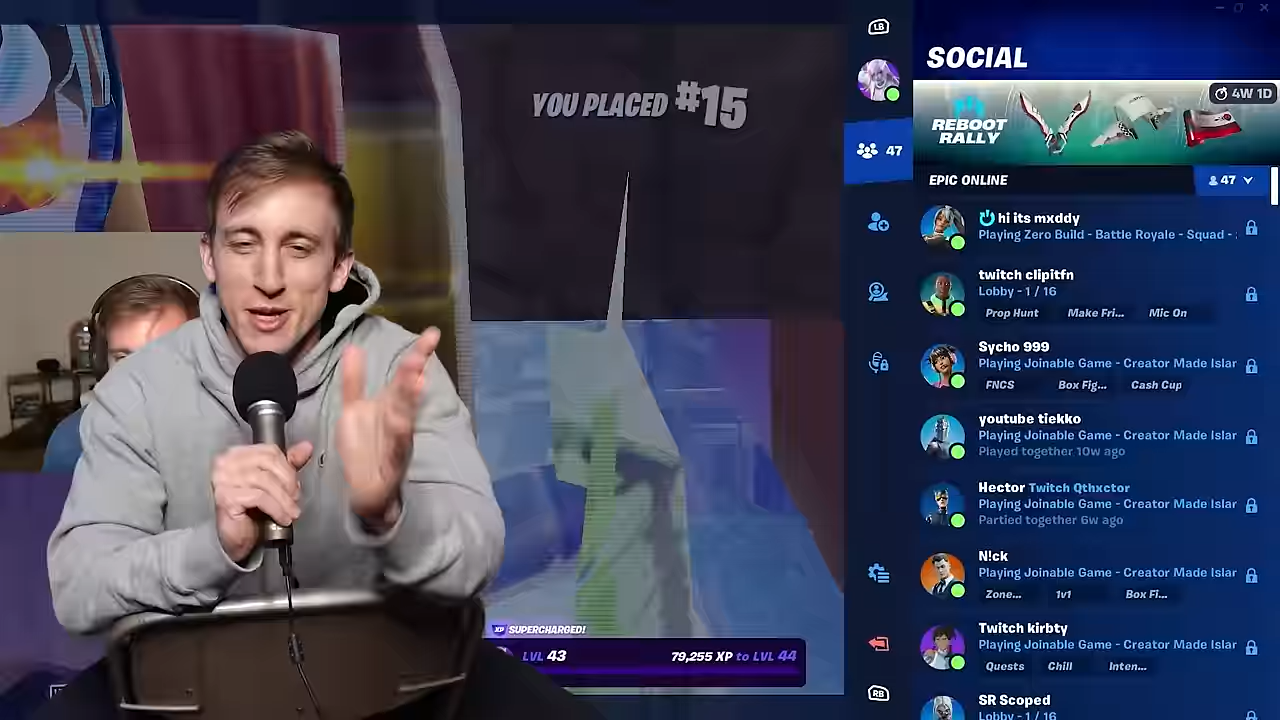 LB
YOU PLACED #15
SOCIAL
4W 1D
REBOOT
RALLY
47
EPIC ONLINE
47
hi its mxddy
Playing Zero Build - Battle Royale - Squad -
twitch clipitfn
Lobby - 1 / 16
Prop Hunt Make Fri... Mic On
Sycho 999
Playing Joinable Game - Creator Made Islar
FNCS Box Fig... Cash Cup
youtube tiekko
Playing Joinable Game - Creator Made Islar
Played together 10w ago
Hector Twitch Qthxctor
Playing Joinable Game - Creator Made Islar
Partied together 6w ago
N!ck
Playing Joinable Game - Creator Made Islar
Zone... 1v1 Box Fi...
Twitch kirbty
Playing Joinable Game - Creator Made Islar
Quests Chill Inten...
SR Scoped
Lobby - 1 / 16
XP SUPERCHARGED!
LVL 43
79,255 XP to LVL 44
RB